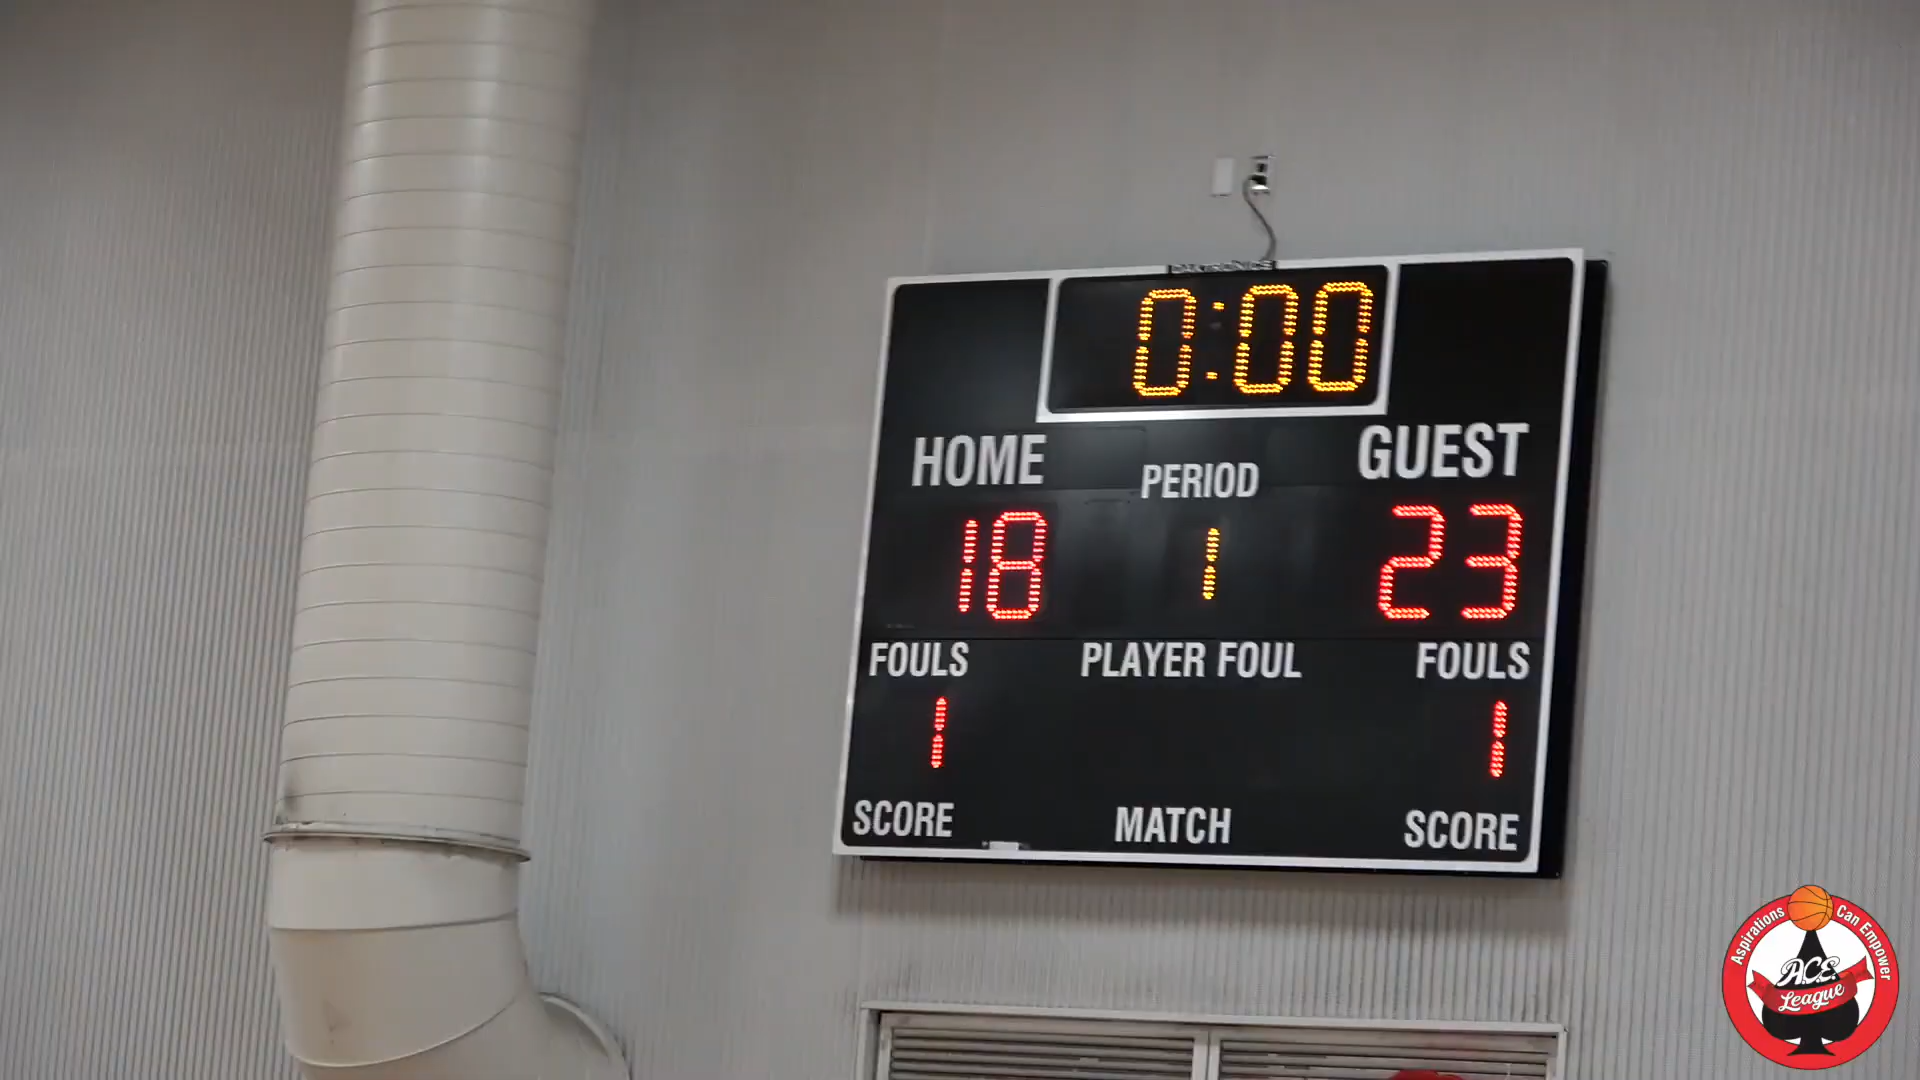 DAKTRONICS
0:00
HOME
PERIOD
GUEST
18
1
23
FOULS
PLAYER FOUL
FOULS
1
1
SCORE
MATCH
SCORE
Aspirations Can Empower
A.C.E.
League